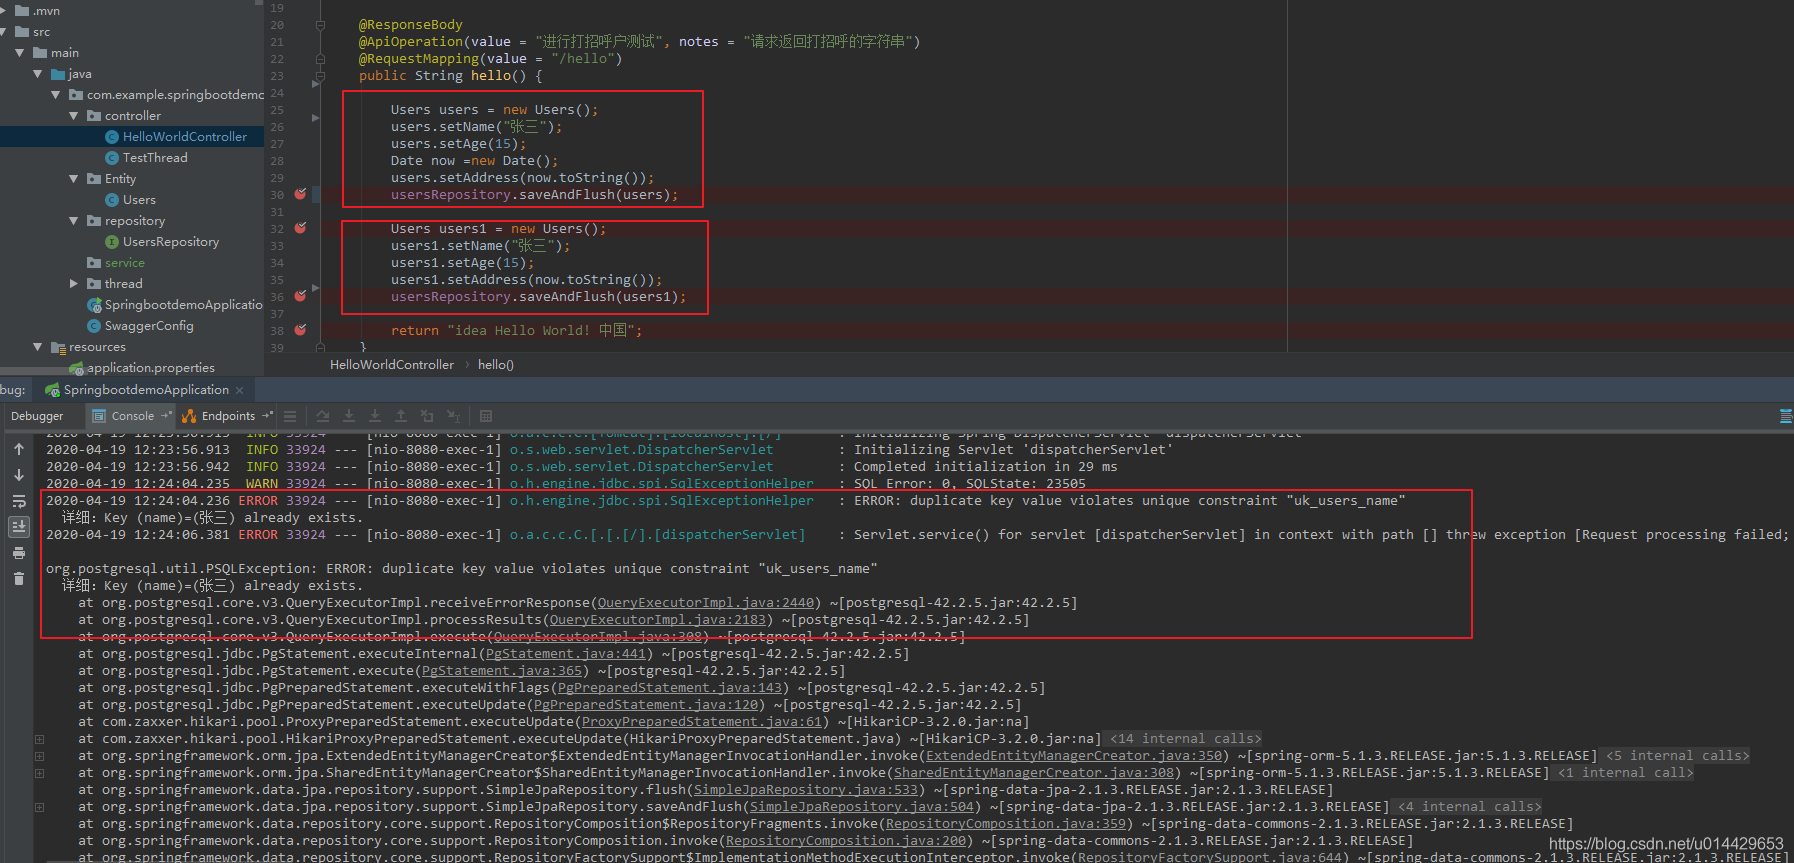 .mvn
src
main
java
com.example.springbootdemo
controller
HelloWorldController
TestThread
Entity
Users
repository
UsersRepository
service
thread
SpringbootdemoApplicatio
SwaggerConfig
resources
application.properties
19
20 @ResponseBody
21 @ApiOperation(value = "进行打招呼户测试", notes = "请求返回打招呼的字符串")
22 @RequestMapping(value = "/hello")
23 public String hello() {
24
25 Users users = new Users();
26 users.setName("张三");
27 users.setAge(15);
28 Date now =new Date();
29 users.setAddress(now.toString());
30 usersRepository.saveAndFlush(users);
31
32 Users users1 = new Users();
33 users1.setName("张三");
34 users1.setAge(15);
35 users1.setAddress(now.toString());
36 usersRepository.saveAndFlush(users1);
37
38 return "idea Hello World! 中国";
39 }
HelloWorldController › hello()
bug: SpringbootdemoApplication ×
Debugger Console Endpoints
2020-04-19 12:23:56.913 INFO 33924 --- [nio-8080-exec-1] o.a.c.c.C.[Tomcat].[localhost].[/] : Initializing Spring DispatcherServlet 'dispatcherServlet'
2020-04-19 12:23:56.913 INFO 33924 --- [nio-8080-exec-1] o.s.web.servlet.DispatcherServlet : Initializing Servlet 'dispatcherServlet'
2020-04-19 12:23:56.942 INFO 33924 --- [nio-8080-exec-1] o.s.web.servlet.DispatcherServlet : Completed initialization in 29 ms
2020-04-19 12:24:04.235 WARN 33924 --- [nio-8080-exec-1] o.h.engine.jdbc.spi.SqlExceptionHelper : SQL Error: 0, SQLState: 23505
2020-04-19 12:24:04.236 ERROR 33924 --- [nio-8080-exec-1] o.h.engine.jdbc.spi.SqlExceptionHelper : ERROR: duplicate key value violates unique constraint "uk_users_name"
详细：Key (name)=(张三) already exists.
2020-04-19 12:24:06.381 ERROR 33924 --- [nio-8080-exec-1] o.a.c.c.C.[.[.[/].[dispatcherServlet] : Servlet.service() for servlet [dispatcherServlet] in context with path [] threw exception [Request processing failed;
org.postgresql.util.PSQLException: ERROR: duplicate key value violates unique constraint "uk_users_name"
详细：Key (name)=(张三) already exists.
at org.postgresql.core.v3.QueryExecutorImpl.receiveErrorResponse(QueryExecutorImpl.java:2440) ~[postgresql-42.2.5.jar:42.2.5]
at org.postgresql.core.v3.QueryExecutorImpl.processResults(QueryExecutorImpl.java:2183) ~[postgresql-42.2.5.jar:42.2.5]
at org.postgresql.core.v3.QueryExecutorImpl.execute(QueryExecutorImpl.java:308) ~[postgresql-42.2.5.jar:42.2.5]
at org.postgresql.jdbc.PgStatement.executeInternal(PgStatement.java:441) ~[postgresql-42.2.5.jar:42.2.5]
at org.postgresql.jdbc.PgStatement.execute(PgStatement.java:365) ~[postgresql-42.2.5.jar:42.2.5]
at org.postgresql.jdbc.PgPreparedStatement.executeWithFlags(PgPreparedStatement.java:143) ~[postgresql-42.2.5.jar:42.2.5]
at org.postgresql.jdbc.PgPreparedStatement.executeUpdate(PgPreparedStatement.java:120) ~[postgresql-42.2.5.jar:42.2.5]
at com.zaxxer.hikari.pool.ProxyPreparedStatement.executeUpdate(ProxyPreparedStatement.java:61) ~[HikariCP-3.2.0.jar:na]
at com.zaxxer.hikari.pool.HikariProxyPreparedStatement.executeUpdate(HikariProxyPreparedStatement.java) ~[HikariCP-3.2.0.jar:na] <14 internal calls>
at org.springframework.orm.jpa.ExtendedEntityManagerCreator$ExtendedEntityManagerInvocationHandler.invoke(ExtendedEntityManagerCreator.java:350) ~[spring-orm-5.1.3.RELEASE.jar:5.1.3.RELEASE] <5 internal calls>
at org.springframework.orm.jpa.SharedEntityManagerCreator$SharedEntityManagerInvocationHandler.invoke(SharedEntityManagerCreator.java:308) ~[spring-orm-5.1.3.RELEASE.jar:5.1.3.RELEASE] <1 internal call>
at org.springframework.data.jpa.repository.support.SimpleJpaRepository.flush(SimpleJpaRepository.java:533) ~[spring-data-jpa-2.1.3.RELEASE.jar:2.1.3.RELEASE]
at org.springframework.data.jpa.repository.support.SimpleJpaRepository.saveAndFlush(SimpleJpaRepository.java:504) ~[spring-data-jpa-2.1.3.RELEASE.jar:2.1.3.RELEASE] <4 internal calls>
at org.springframework.data.repository.core.support.RepositoryComposition$RepositoryFragments.invoke(RepositoryComposition.java:359) ~[spring-data-commons-2.1.3.RELEASE.jar:2.1.3.RELEASE]
at org.springframework.data.repository.core.support.RepositoryComposition.invoke(RepositoryComposition.java:200) ~[spring-data-commons-2.1.3.RELEASE.jar:2.1.3.RELEASE]
at org.springframework.data.repository.core.support.RepositoryFactorySupport$ImplementationMethodExecutionInterceptor.invoke(RepositoryFactorySupport.java:644) ~[spring-data-commons-2.1.3.RELEASE.jar:2.1.3.RELEASE]
https://blog.csdn.net/u014429653